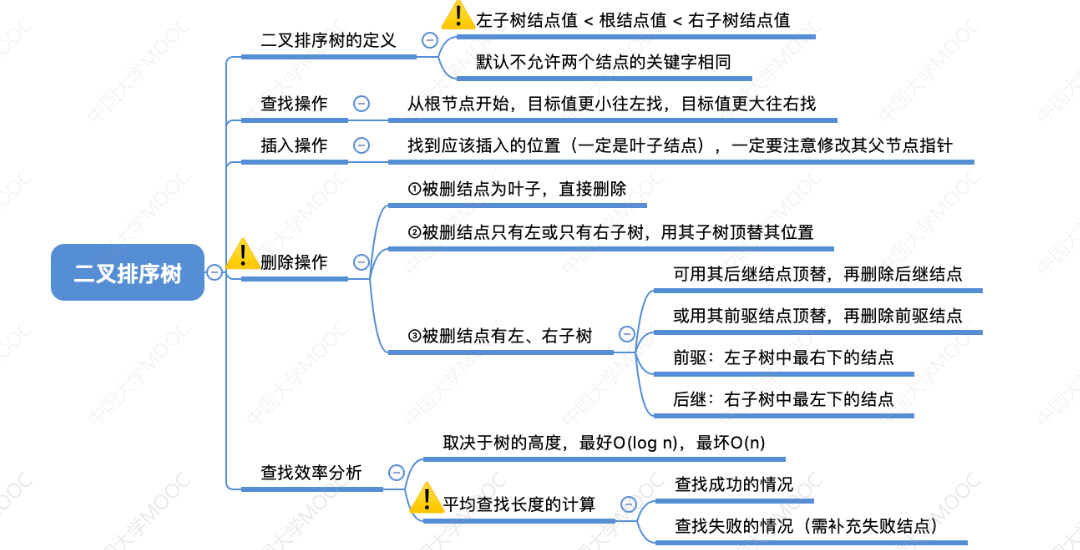 二叉排序树
二叉排序树的定义
左子树结点值 < 根结点值 < 右子树结点值
默认不允许两个结点的关键字相同
查找操作
从根节点开始，目标值更小往左找，目标值更大往右找
插入操作
找到应该插入的位置（一定是叶子结点），一定要注意修改其父节点指针
删除操作
①被删结点为叶子，直接删除
②被删结点只有左或只有右子树，用其子树顶替其位置
③被删结点有左、右子树
可用其后继结点顶替，再删除后继结点
或用其前驱结点顶替，再删除前驱结点
前驱：左子树中最右下的结点
后继：右子树中最左下的结点
查找效率分析
取决于树的高度，最好O(log n)，最坏O(n)
平均查找长度的计算
查找成功的情况
查找失败的情况（需补充失败结点）
中国大学MOOC